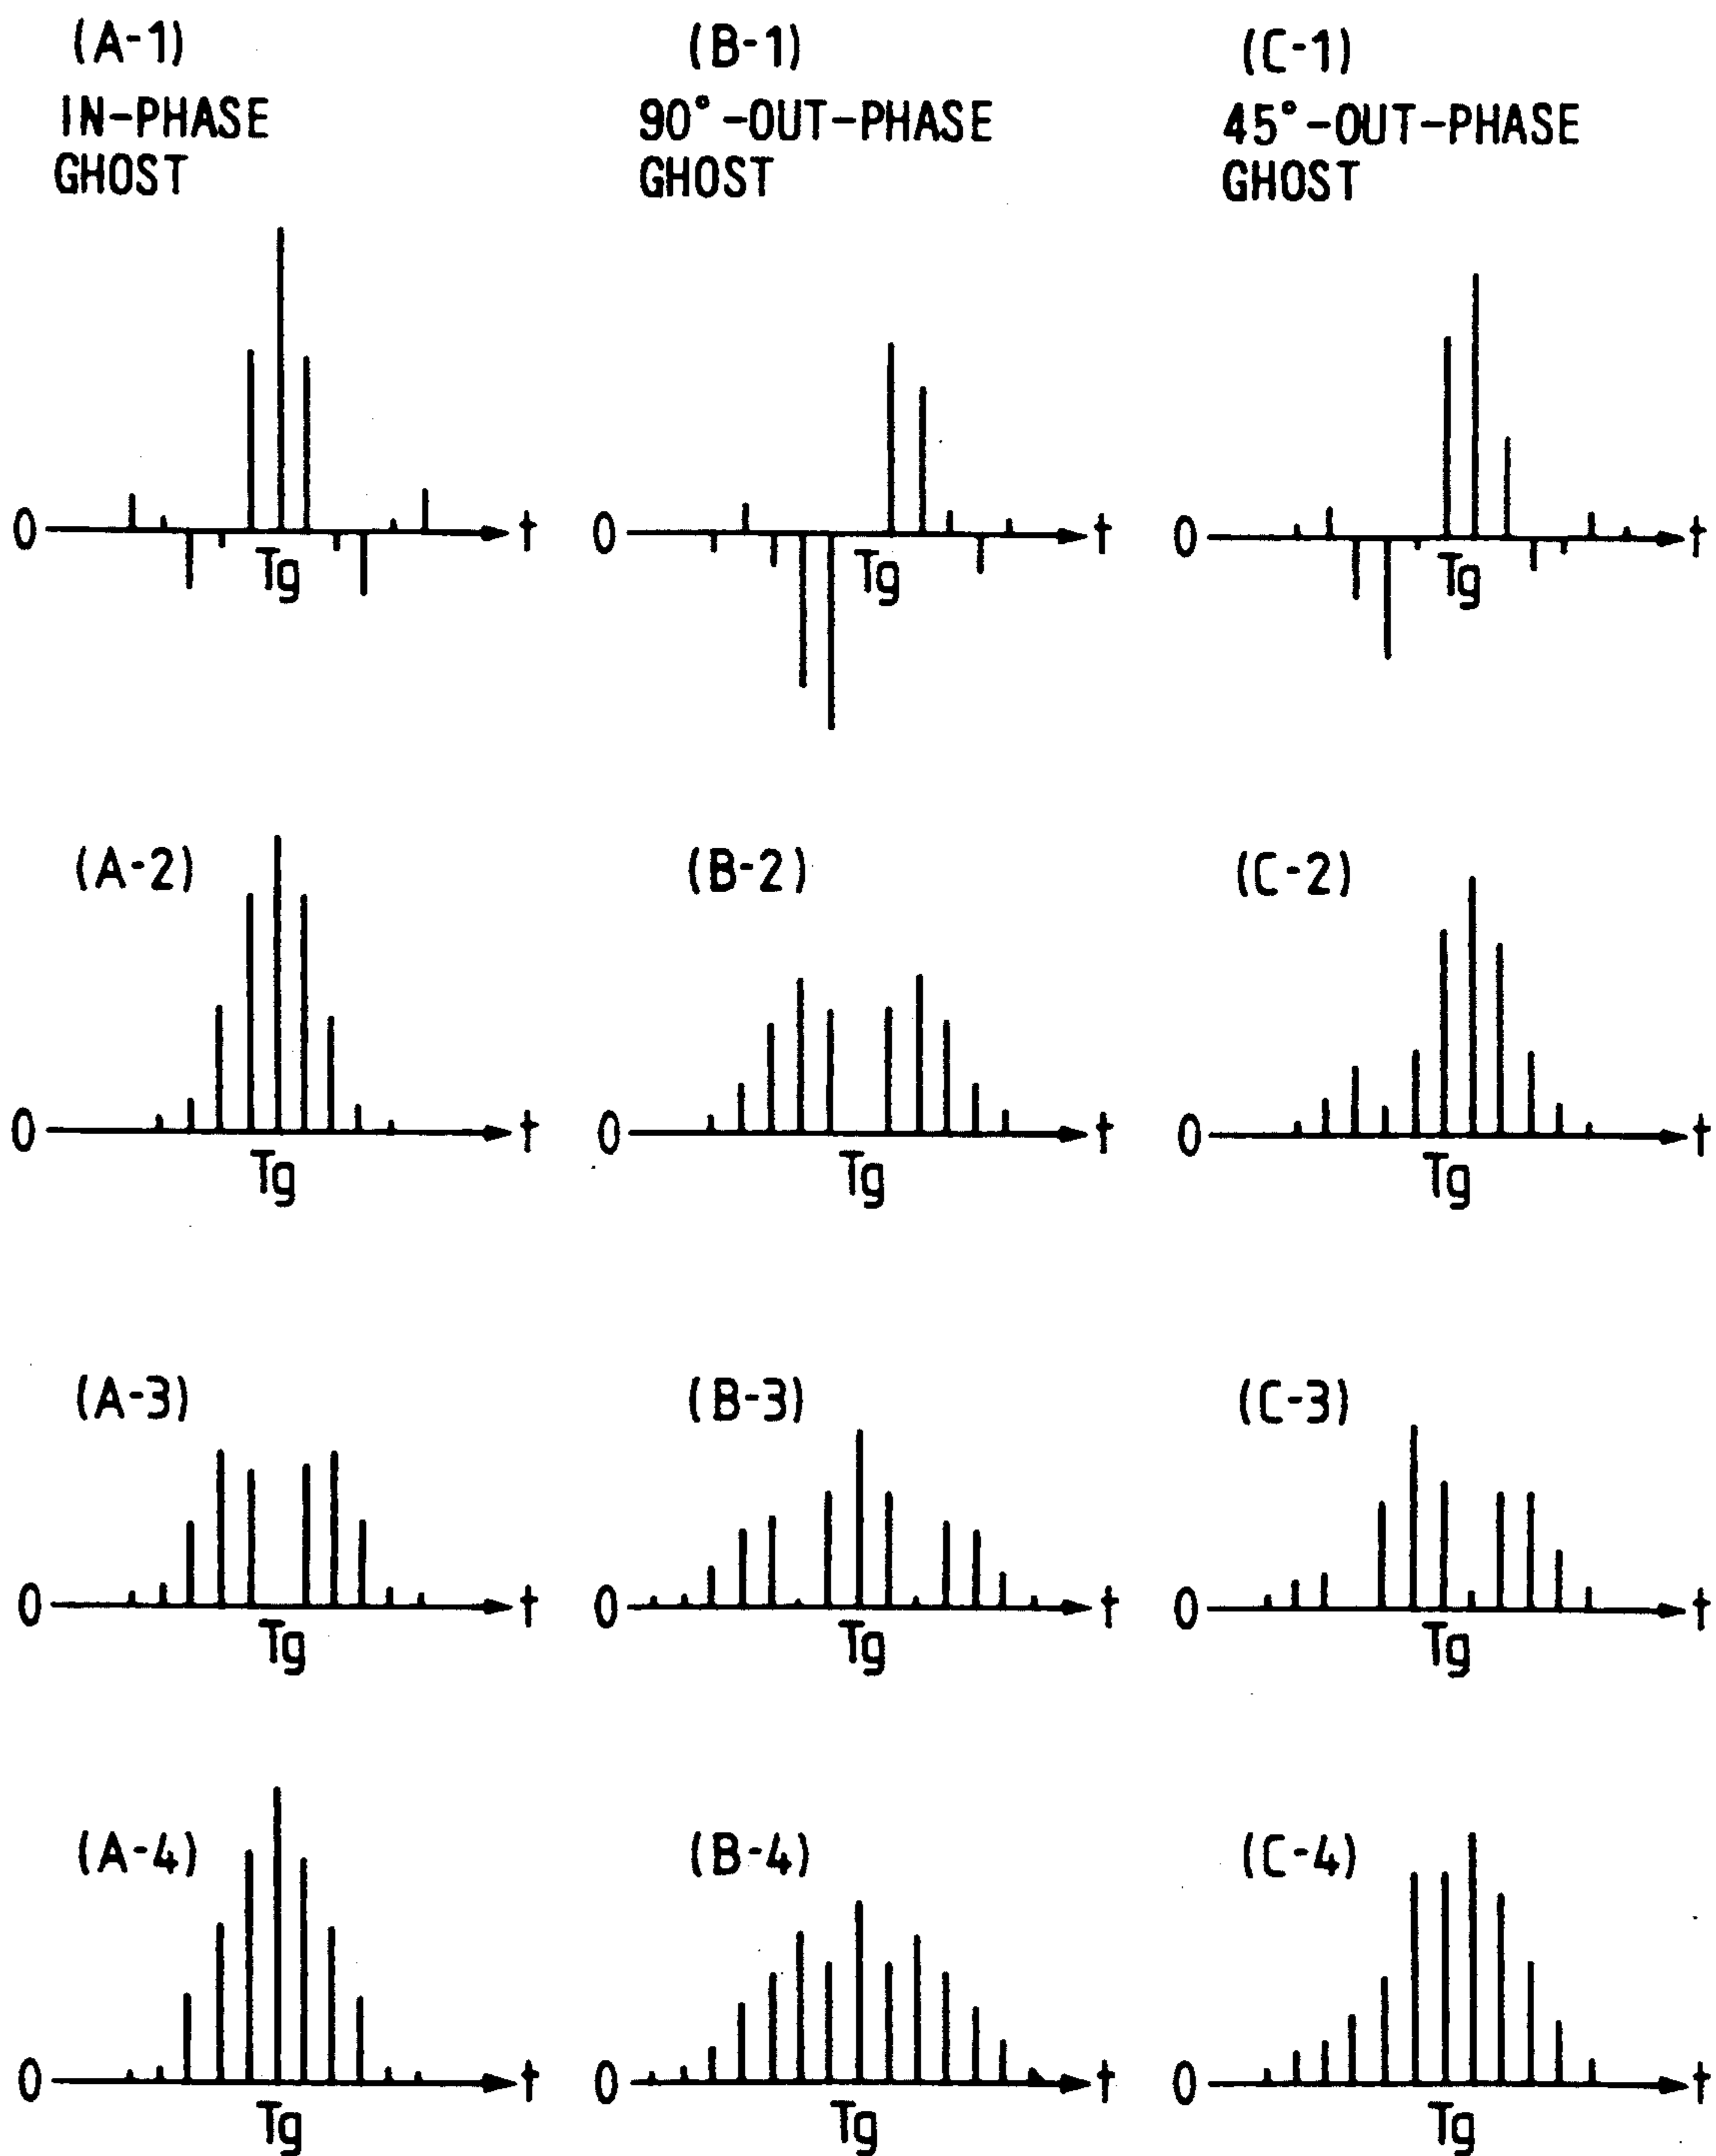 (A-1)
IN-PHASE
GHOST
(B-1)
90°-OUT-PHASE
GHOST
(C-1)
45°-OUT-PHASE
GHOST
0 Tg t
0 Tg t
0 Tg t
(A-2)
(B-2)
(C-2)
0 Tg t
0 Tg t
0 Tg t
(A-3)
(B-3)
(C-3)
0 Tg t
0 Tg t
0 Tg t
(A-4)
(B-4)
(C-4)
0 Tg t
0 Tg t
0 Tg t